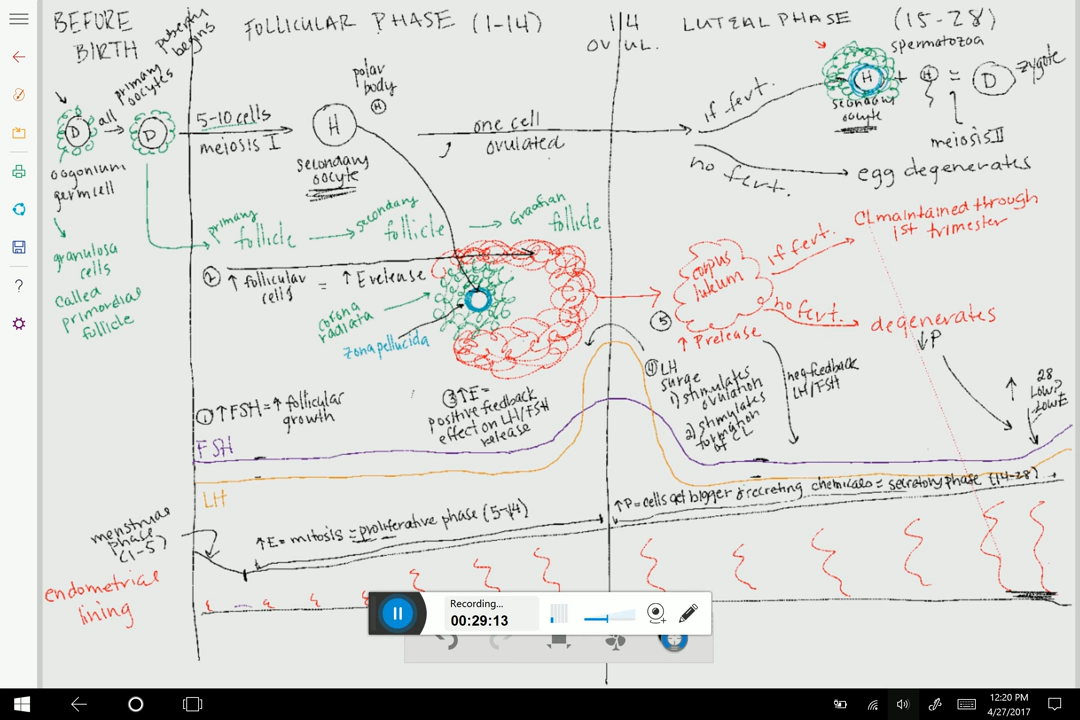 BEFORE
BIRTH
puberty
begins
FOLLICULAR PHASE (1-14)
14
OVUL.
LUTEAL PHASE (15-28)
D
all
primary
oocytes
D
oogonium
germ cell
granulosa
cells
called
primordial
follicle
5-10 cells
meiosis I
H
polar
body
H
secondary
oocyte
one cell
ovulated
if fert.
no fert.
H
secondary
oocyte
+
spermatozoa
H
=
D
zygote
meiosis II
egg degenerates
primary
follicle
secondary
follicle
Graafian
follicle
② ↑ follicular
cells
= ↑ E release
corona
radiata
zona pellucida
corpus
luteum
⑤
↑ P release
if fert.
CL maintained through
1st trimester
no fert.
degenerates
↓P
① ↑ FSH = ↑ follicular
growth
③ ↑E =
positive feedback
effect on LH/FSH
release
④ LH
surge
1) stimulates
ovulation
2) stimulates
formation
of CL
neg feedback
LH/FSH
28
LowP
LowE
FSH
LH
menstrual
phase
(1-5)
↑E = mitosis = proliferative phase (5-14)
↑P = cells get bigger & secreting chemicals = secretory phase (14-28)
endometrial
lining
Recording...
00:29:13
12:20 PM
4/27/2017